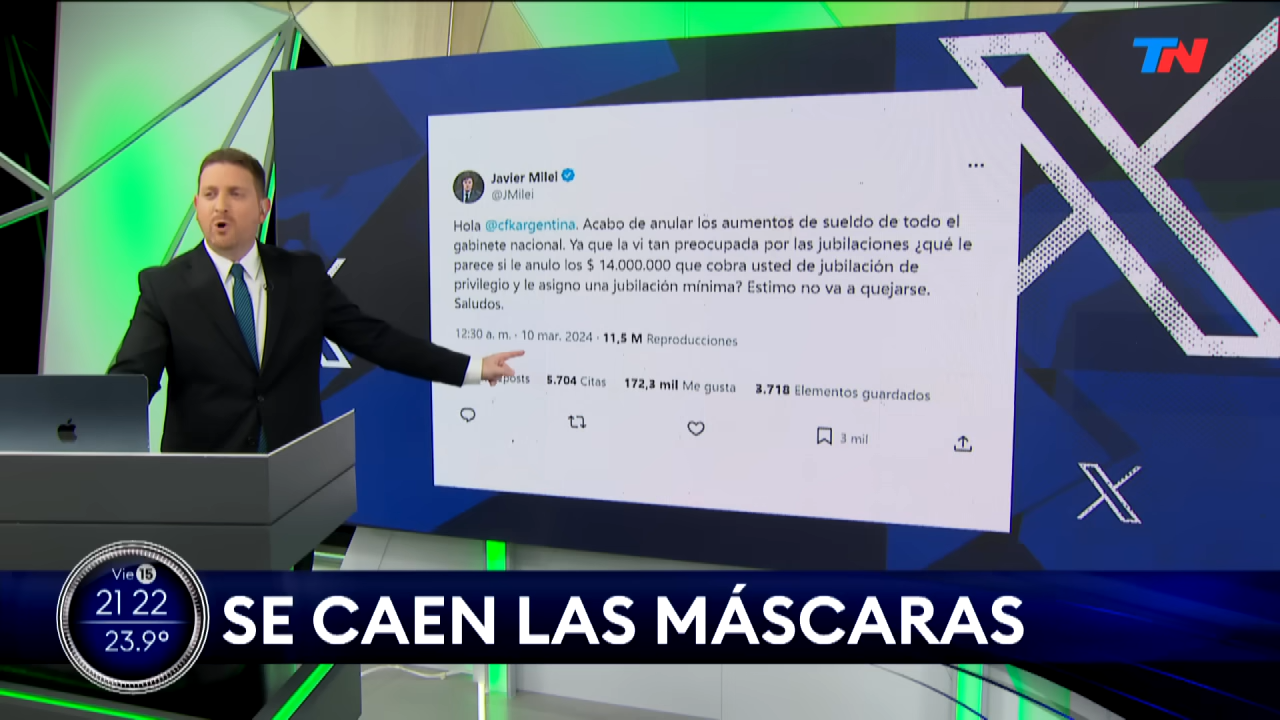 TN
Javier Milei
@JMilei
Hola @cfkargentina. Acabo de anular los aumentos de sueldo de todo el
gabinete nacional. Ya que la vi tan preocupada por las jubilaciones ¿qué le
parece si le anulo los $ 14.000.000 que cobra usted de jubilación de
privilegio y le asigno una jubilación mínima? Estimo no va a quejarse.
Saludos.
12:30 a. m. · 10 mar. 2024 · 11,5 M Reproducciones
5.704 Citas 172,3 mil Me gusta 3.718 Elementos guardados
3 mil
Vie 15
21 22
23.9º
SE CAEN LAS MÁSCARAS